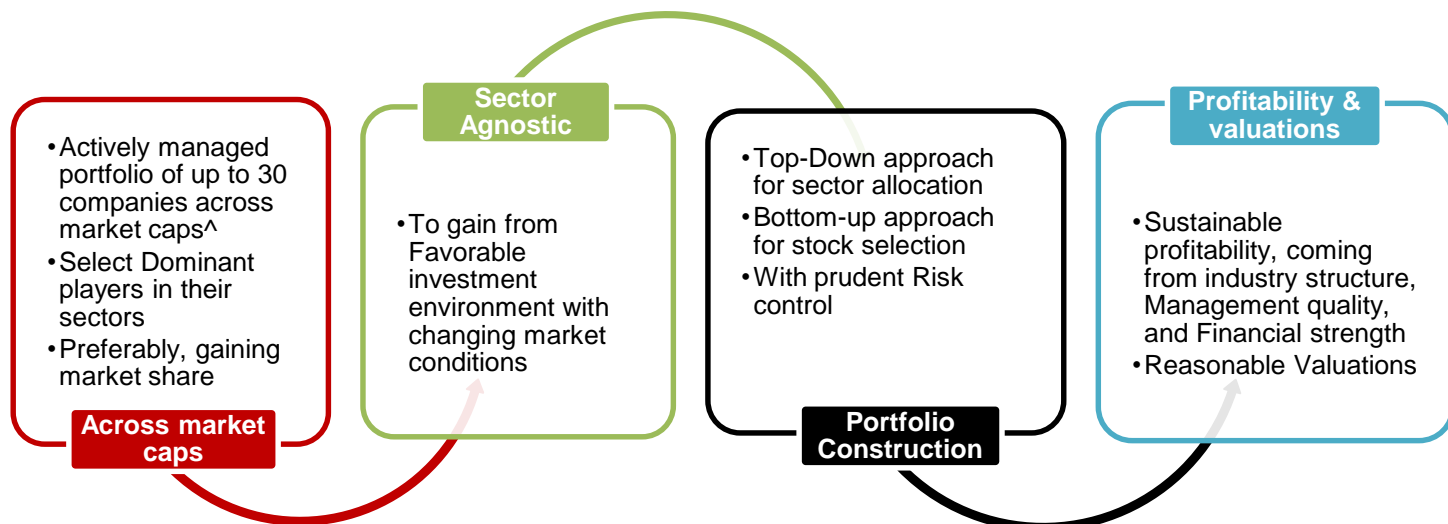 •Actively managed
portfolio of up to 30
companies across
market caps^
•Select Dominant
players in their
sectors
•Preferably, gaining
market share
Across market
caps
Sector
Agnostic
•To gain from
Favorable
investment
environment with
changing market
conditions
•Top-Down approach
for sector allocation
•Bottom-up approach
for stock selection
•With prudent Risk
control
Portfolio
Construction
Profitability &
valuations
•Sustainable
profitability, coming
from industry structure,
Management quality,
and Financial strength
•Reasonable Valuations